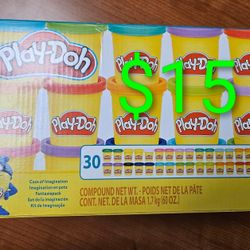 Play-Doh
$15
Play-Doh
Play-Doh
Play-Doh
Play-Doh
Play-Doh
30
Case of Imagination
Imagination en pots
Fantasiepack
Set de la imaginación
Kit de Imaginação
COMPOUND NET WT. - POIDS NET DE LA PÂTE
CONT. NET. DE LA MASA 1.7 kg (60 OZ.)